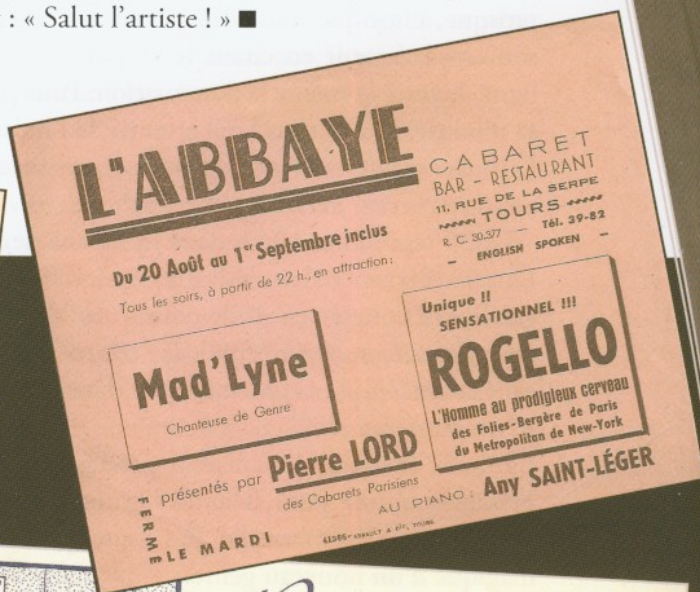 : « Salut l'artiste ! » ■
L'ABBAYE
CABARET
BAR - RESTAURANT
11, RUE DE LA SERPE
TOURS
R. C. 30.377 — Tél. 39-82
- ENGLISH SPOKEN -
Du 20 Août au 1er Septembre inclus
Tous les soirs, à partir de 22 h., en attraction :
Mad'Lyne
Chanteuse de Genre
Unique !!
SENSATIONNEL !!!
ROGELLO
L'Homme au prodigieux cerveau
des Folies-Bergère de Paris
du Metropolitan de New-York
présentés par Pierre LORD
des Cabarets Parisiens
AU PIANO : Any SAINT-LÉGER
FERMÉ LE MARDI
TOURS